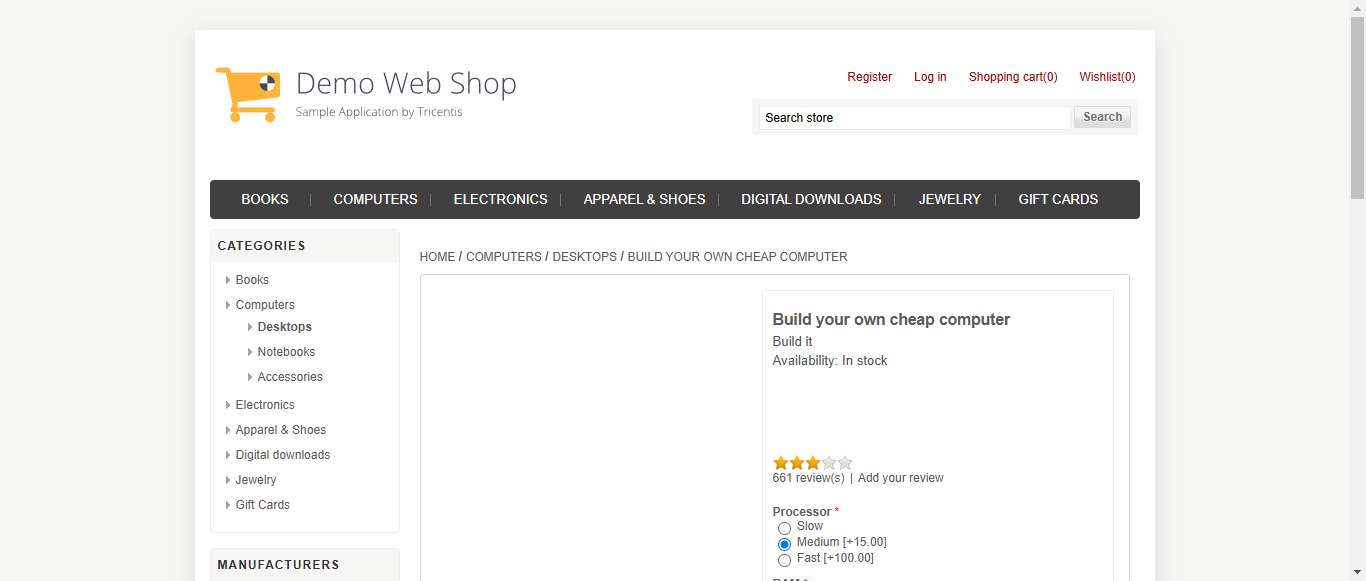 Demo Web Shop
Sample Application by Tricentis
Register Log in Shopping cart(0) Wishlist(0)
Search store Search
BOOKS COMPUTERS ELECTRONICS APPAREL & SHOES DIGITAL DOWNLOADS JEWELRY GIFT CARDS
CATEGORIES
Books
Computers
Desktops
Notebooks
Accessories
Electronics
Apparel & Shoes
Digital downloads
Jewelry
Gift Cards
MANUFACTURERS
HOME / COMPUTERS / DESKTOPS / BUILD YOUR OWN CHEAP COMPUTER
Build your own cheap computer
Build it
Availability: In stock
661 review(s) | Add your review
Processor *
Slow
Medium [+15.00]
Fast [+100.00]